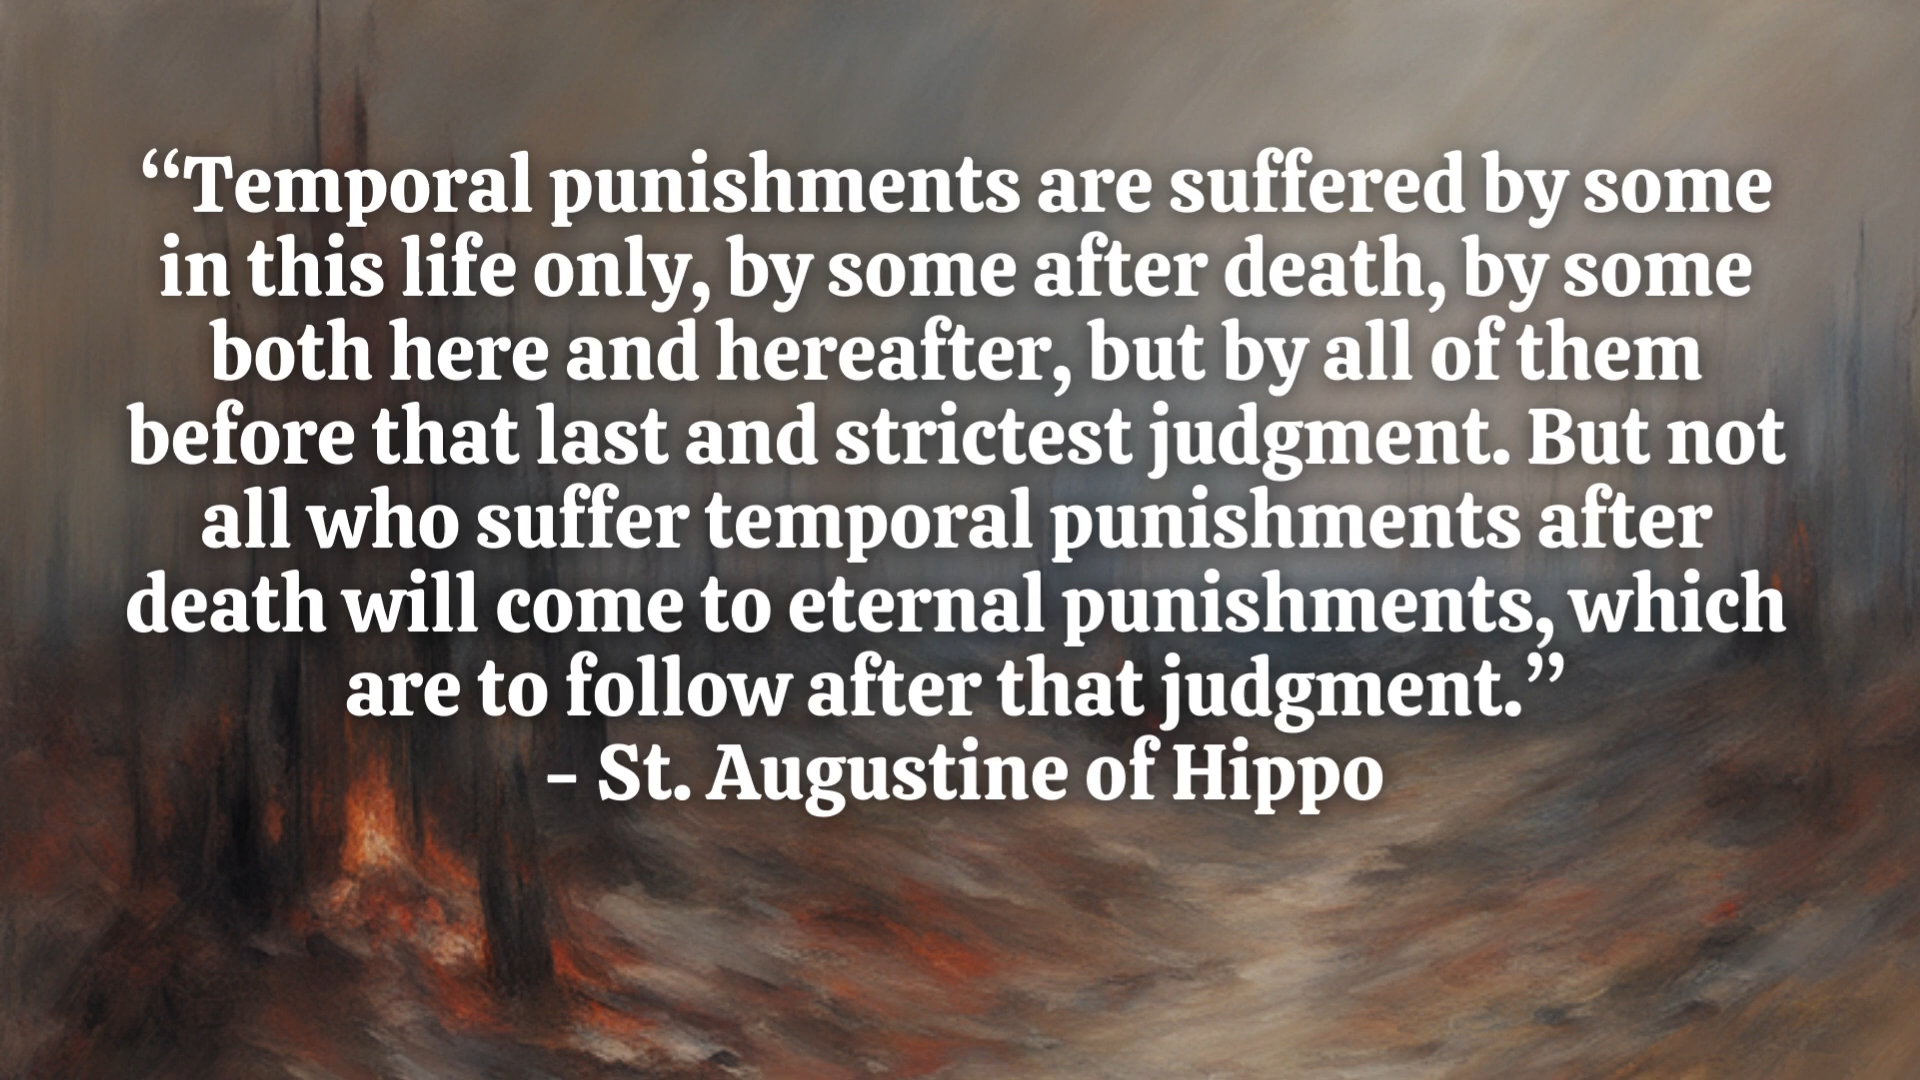 “Temporal punishments are suffered by some
in this life only, by some after death, by some
both here and hereafter, but by all of them
before that last and strictest judgment. But not
all who suffer temporal punishments after
death will come to eternal punishments, which
are to follow after that judgment.”
- St. Augustine of Hippo